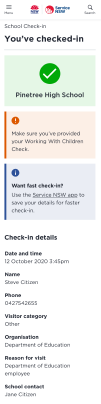 Menu
NSW
Service
NSW
Search
School Check-in
You've checked-in
Pinetree High School
Make sure you've provided
your Working With Children
Check.
Want fast check-in?
Use the Service NSW app to
save your details for faster
check-in
Check-in details
Date and time
12 October 2020 3:45pm
Name
Steve Citizen
Phone
0427542653
Visitor category
Other
Organisation
Department of Education
Reason for visit
Department of Education
employee
School contact
Jane Citizen